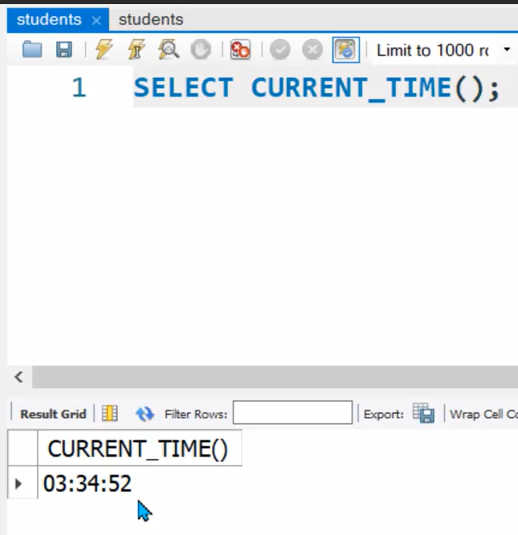 students × students
Limit to 1000 r
1 SELECT CURRENT_TIME();
Result Grid Filter Rows: Export: Wrap Cell Co
CURRENT_TIME()
03:34:52